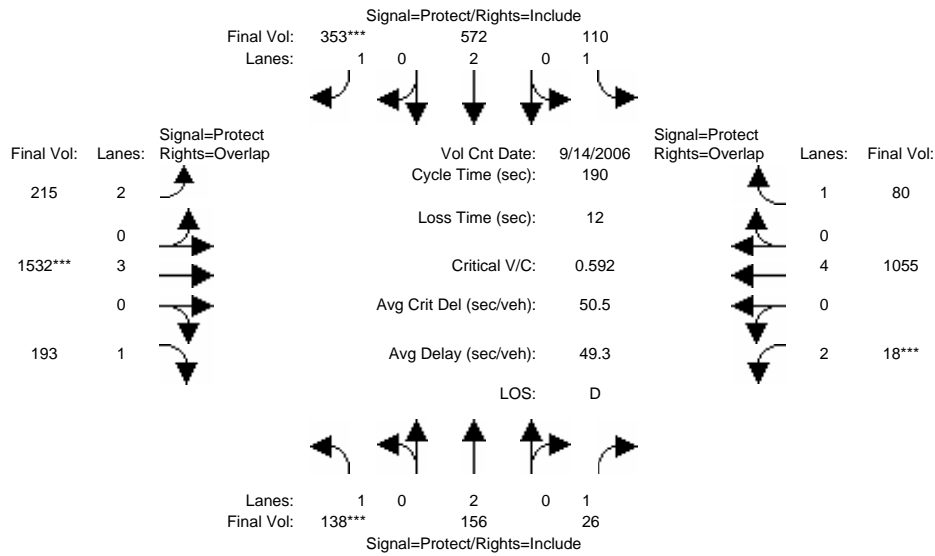 Signal=Protect/Rights=Include
Final Vol: 353*** 572 110
Lanes: 1 0 2 0 1
Signal=Protect Signal=Protect
Final Vol: Lanes: Rights=Overlap Vol Cnt Date: 9/14/2006 Rights=Overlap Lanes: Final Vol:
Cycle Time (sec): 190
215 2 1 80
Loss Time (sec): 12
0 0
1532*** 3 Critical V/C: 0.592 4 1055
0 Avg Crit Del (sec/veh): 50.5 0
193 1 Avg Delay (sec/veh): 49.3 2 18***
LOS: D
Lanes: 1 0 2 0 1
Final Vol: 138*** 156 26
Signal=Protect/Rights=Include